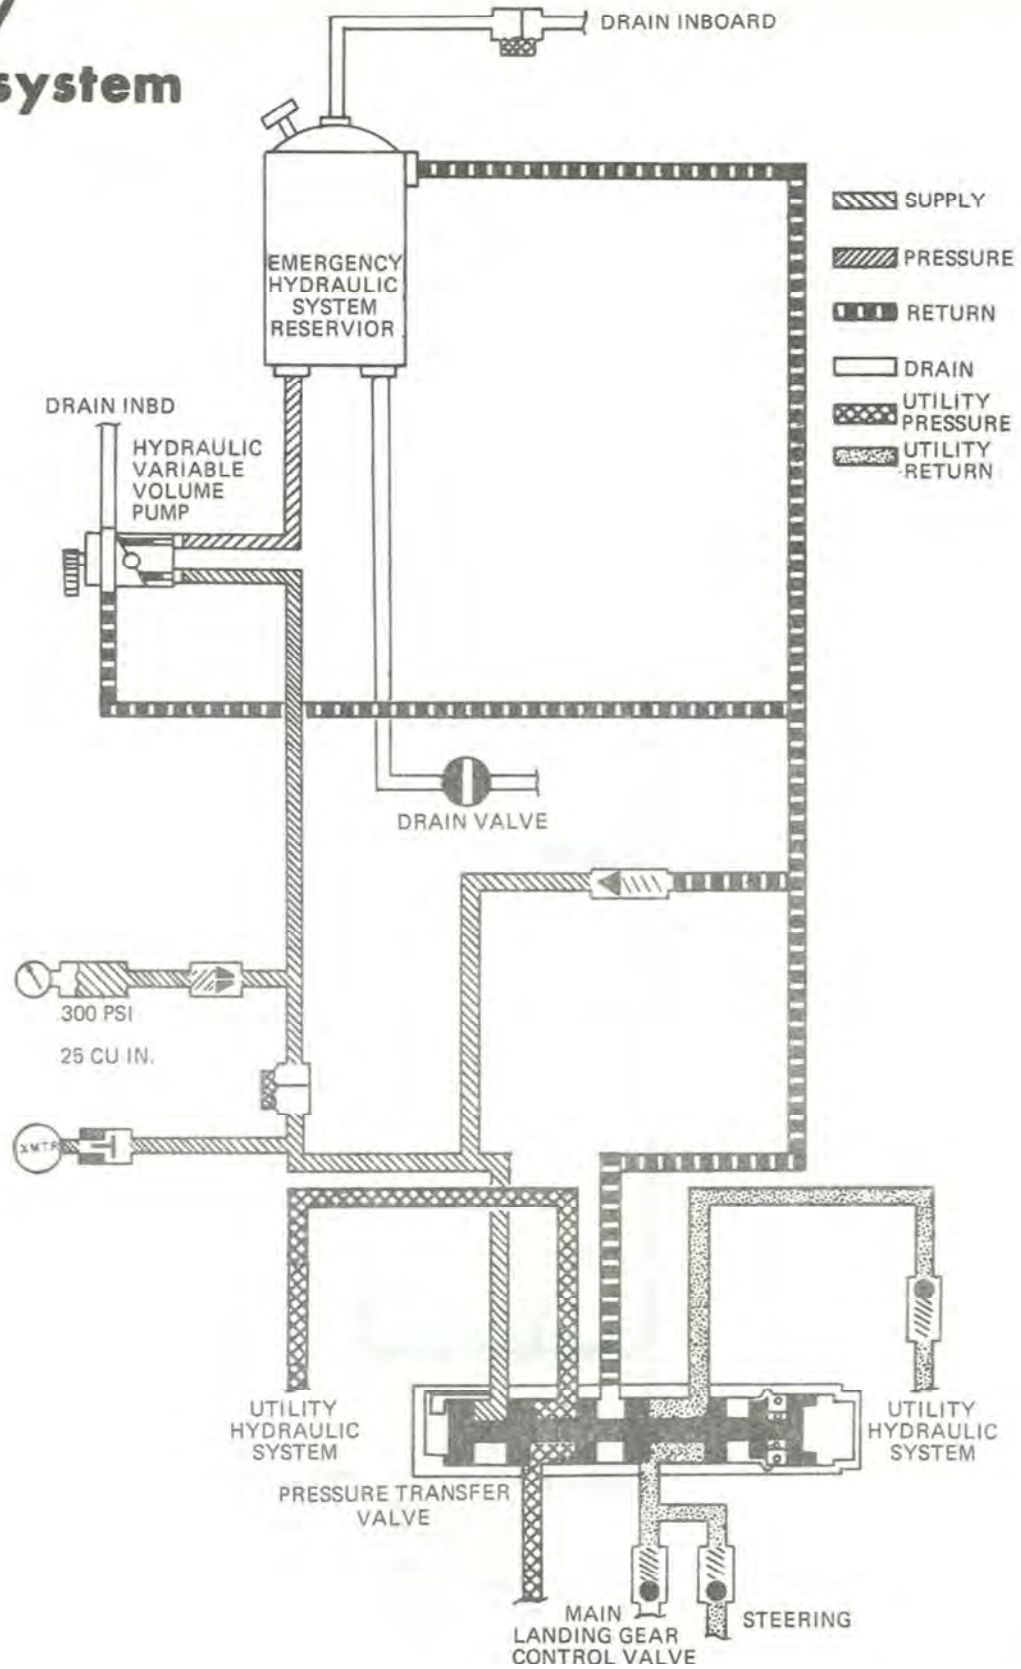 system
DRAIN INBOARD
EMERGENCY
HYDRAULIC
SYSTEM
RESERVIOR
SUPPLY
PRESSURE
RETURN
DRAIN
UTILITY
PRESSURE
UTILITY
RETURN
DRAIN INBD
HYDRAULIC
VARIABLE
VOLUME
PUMP
DRAIN VALVE
300 PSI
25 CU IN.
XMTR
UTILITY
HYDRAULIC
SYSTEM
PRESSURE TRANSFER
VALVE
UTILITY
HYDRAULIC
SYSTEM
MAIN
LANDING GEAR
CONTROL VALVE
STEERING